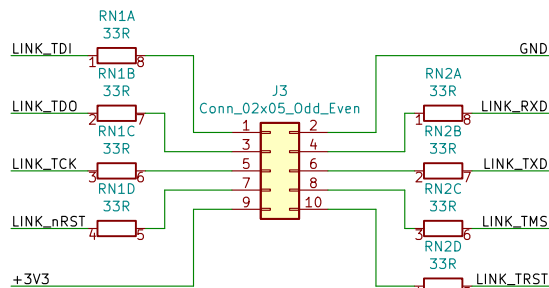 RN1A
33R
LINK_TDI
1 8
GND
RN1B
33R
J3
Conn_02x05_Odd_Even
RN2A
33R
LINK_TDO
2 7
1 8
LINK_RXD
RN1C
33R
1 2
3 4
5 6
7 8
9 10
RN2B
33R
LINK_TCK
3 6
2 7
LINK_TXD
RN1D
33R
RN2C
33R
LINK_nRST
4 5
3 6
LINK_TMS
RN2D
33R
+3V3
LINK_TRST